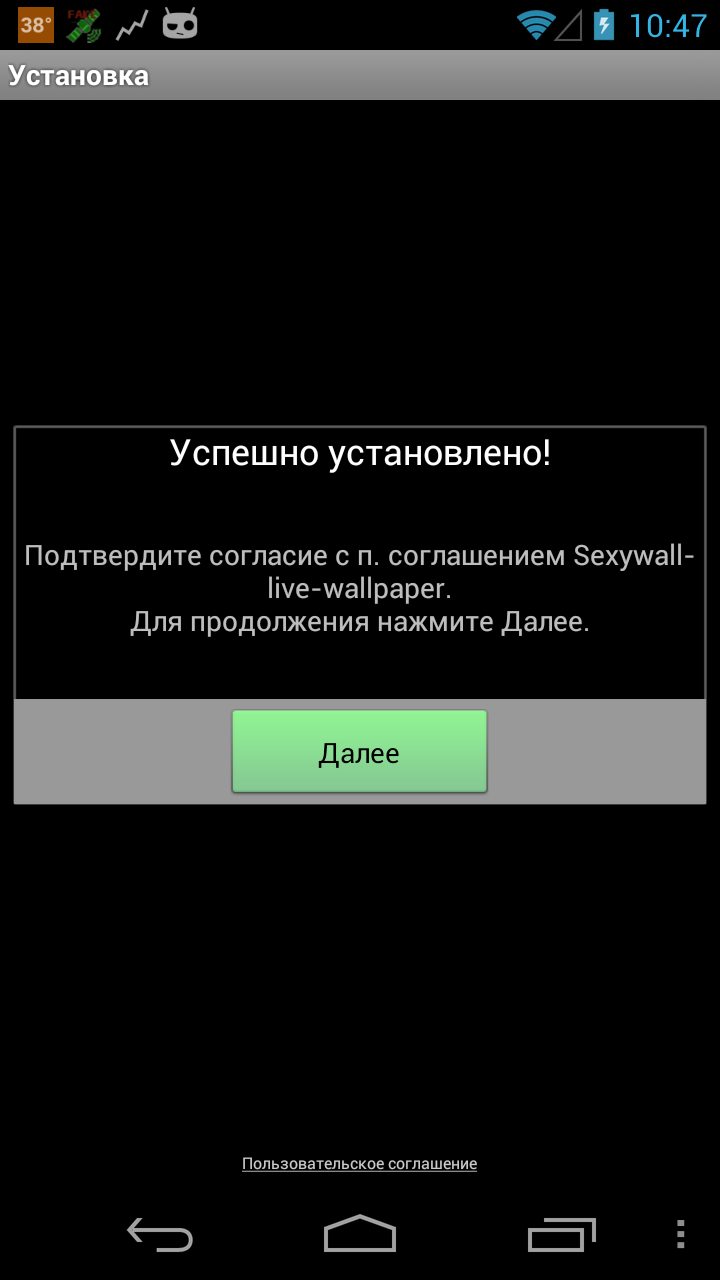 38°
FAKE
10:47
Установка
Успешно установлено!
Подтвердите согласие с п. соглашением Sexywall-
live-wallpaper.
Для продолжения нажмите Далее.
Далее
Пользовательское соглашение